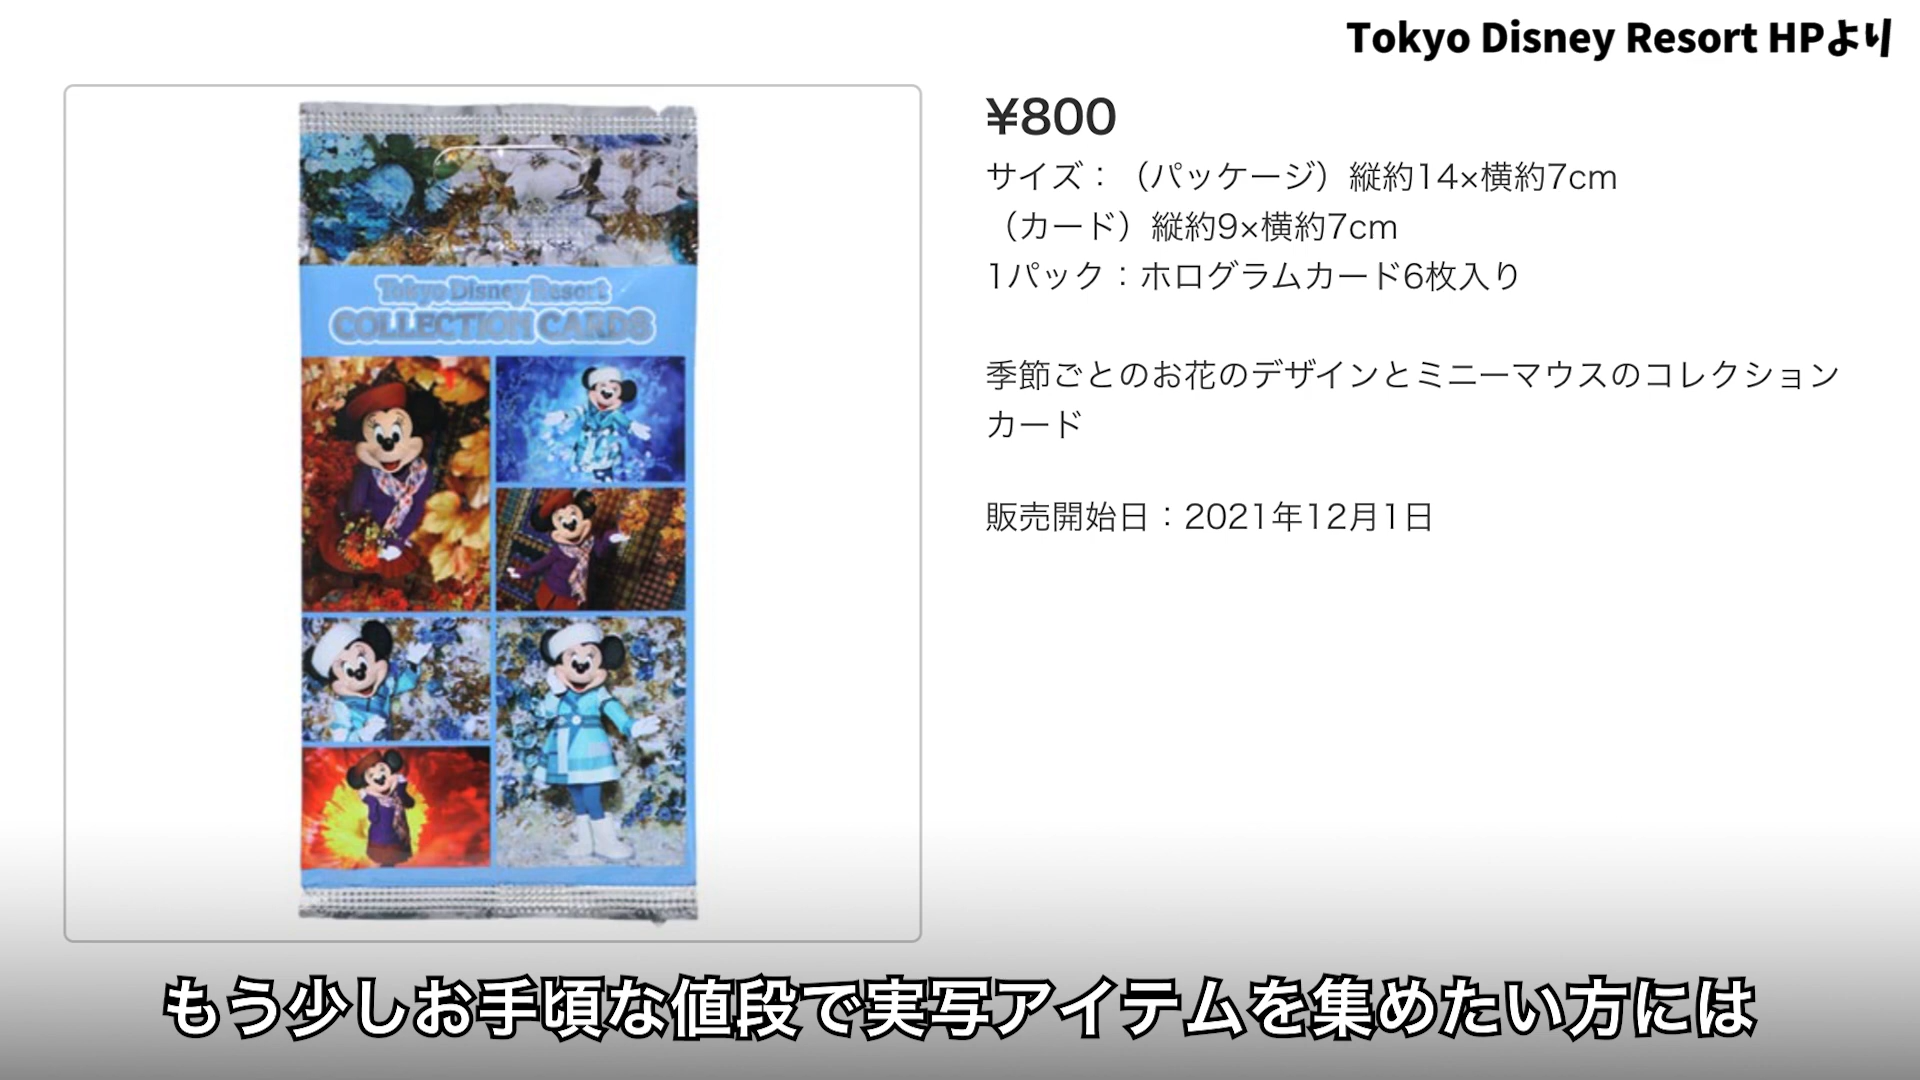 Tokyo Disney Resort HPより
¥800
サイズ：（パッケージ）縦約14×横約7cm
（カード）縦約9×横約7cm
1パック：ホログラムカード6枚入り
季節ごとのお花のデザインとミニーマウスのコレクション
カード
販売開始日：2021年12月1日
Tokyo Disney Resort
COLLECTION CARDS
もう少しお手頃な値段で実写アイテムを集めたい方には